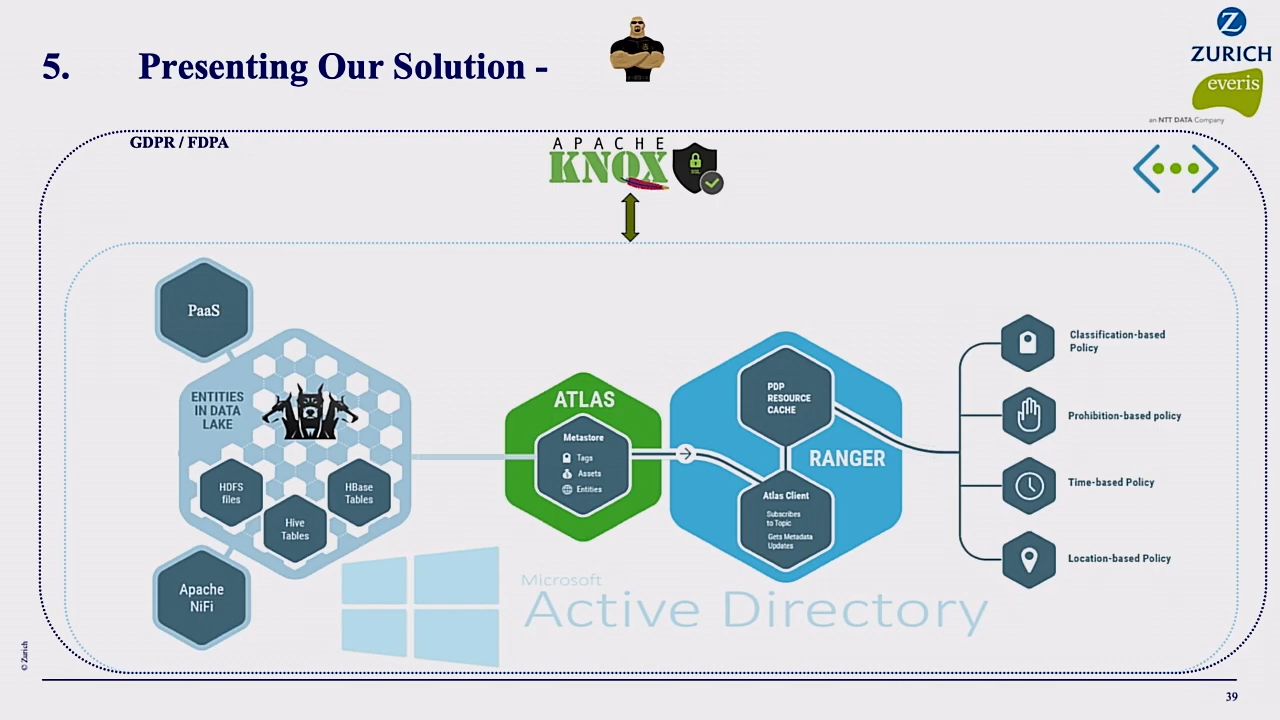 5. Presenting Our Solution -
ZURICH
everis
an NTT DATA Company
GDPR / FDPA
APACHE
KNOX
PaaS
ENTITIES
IN DATA
LAKE
HDFS
files
Hive
Tables
HBase
Tables
Apache
NiFi
ATLAS
Metastore
Tags
Assets
Entities
PDP
RESOURCE
CACHE
RANGER
Atlas Client
Subscribes
to Topic
Gets Metadata
Updates
Classification-based
Policy
Prohibition-based policy
Time-based Policy
Location-based Policy
Microsoft
Active Directory
© Zurich
39